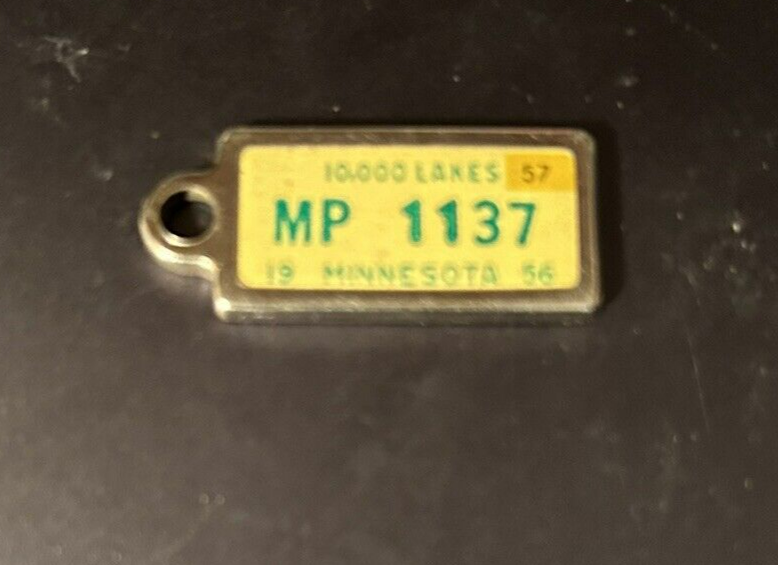 10,000 LAKES 57
MP 1137
19 MINNESOTA 56